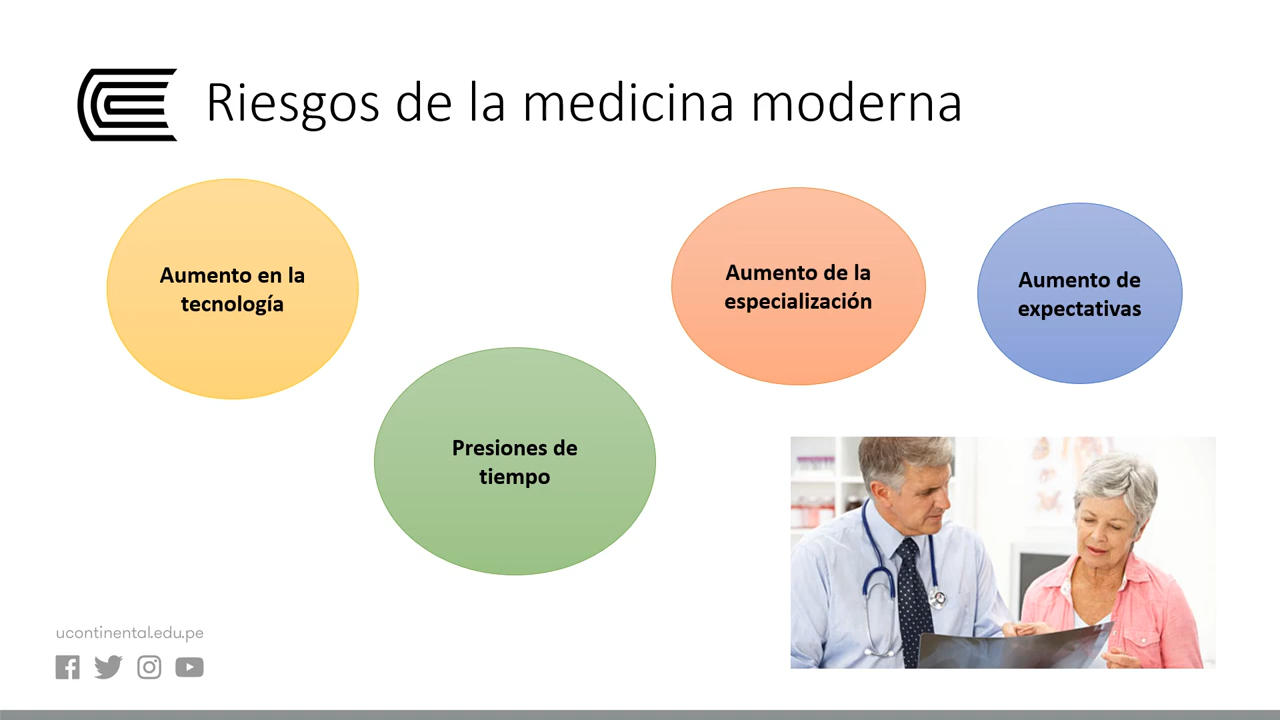 Riesgos de la medicina moderna
Aumento en la
tecnología
Presiones de
tiempo
Aumento de la
especialización
Aumento de
expectativas
ucontinental.edu.pe